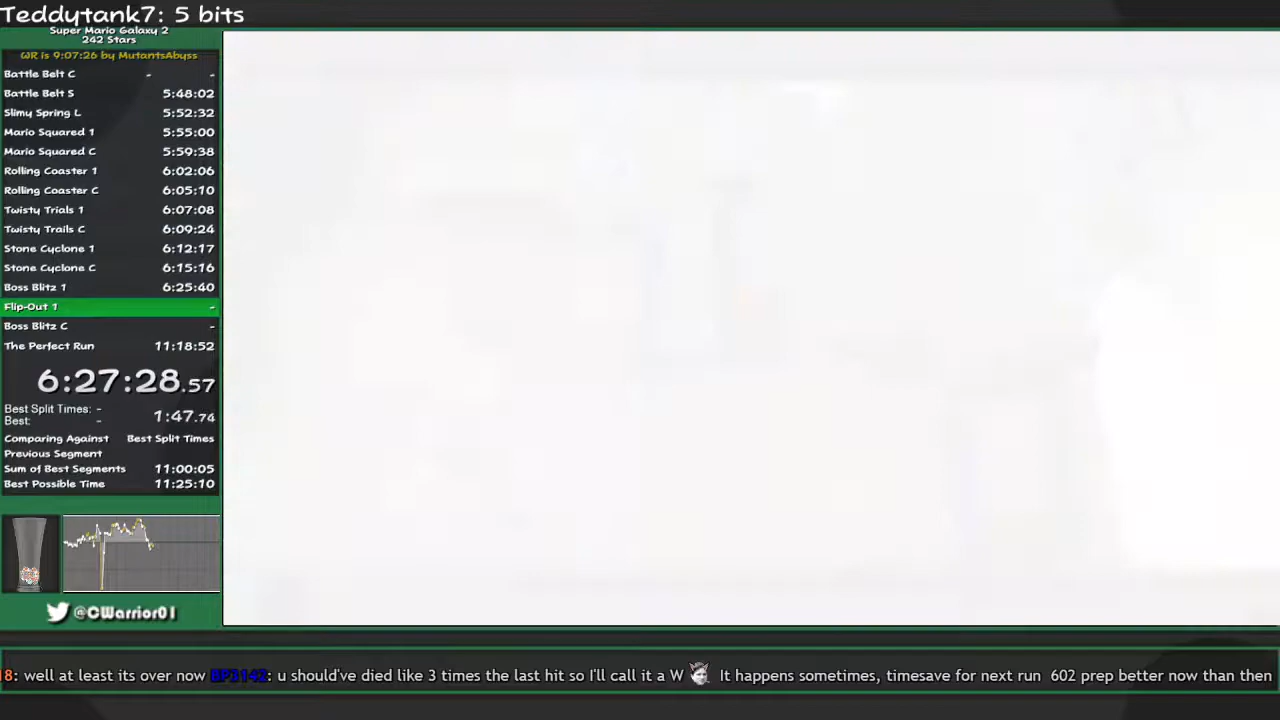 Teddytank7: 5 bits
Super Mario Galaxy 2
242 Stars
WR is 9:07:26 by MutantsAbyss
Battle Belt C - -
Battle Belt S 5:48:02
Slimy Spring L 5:52:32
Mario Squared 1 5:55:00
Mario Squared C 5:59:38
Rolling Coaster 1 6:02:06
Rolling Coaster C 6:05:10
Twisty Trials 1 6:07:08
Twisty Trails C 6:09:24
Stone Cyclone 1 6:12:17
Stone Cyclone C 6:15:16
Boss Blitz 1 6:25:40
Flip-Out 1 -
Boss Blitz C -
The Perfect Run 11:18:52
6:27:28.57
Best Split Times: -
Best: - 1:47.74
Comparing Against Best Split Times
Previous Segment
Sum of Best Segments 11:00:05
Best Possible Time 11:25:10
@CWarrior01
18: well at least its over now BP3142: u should've died like 3 times the last hit so I'll call it a W It happens sometimes, timesave for next run 602 prep better now than then